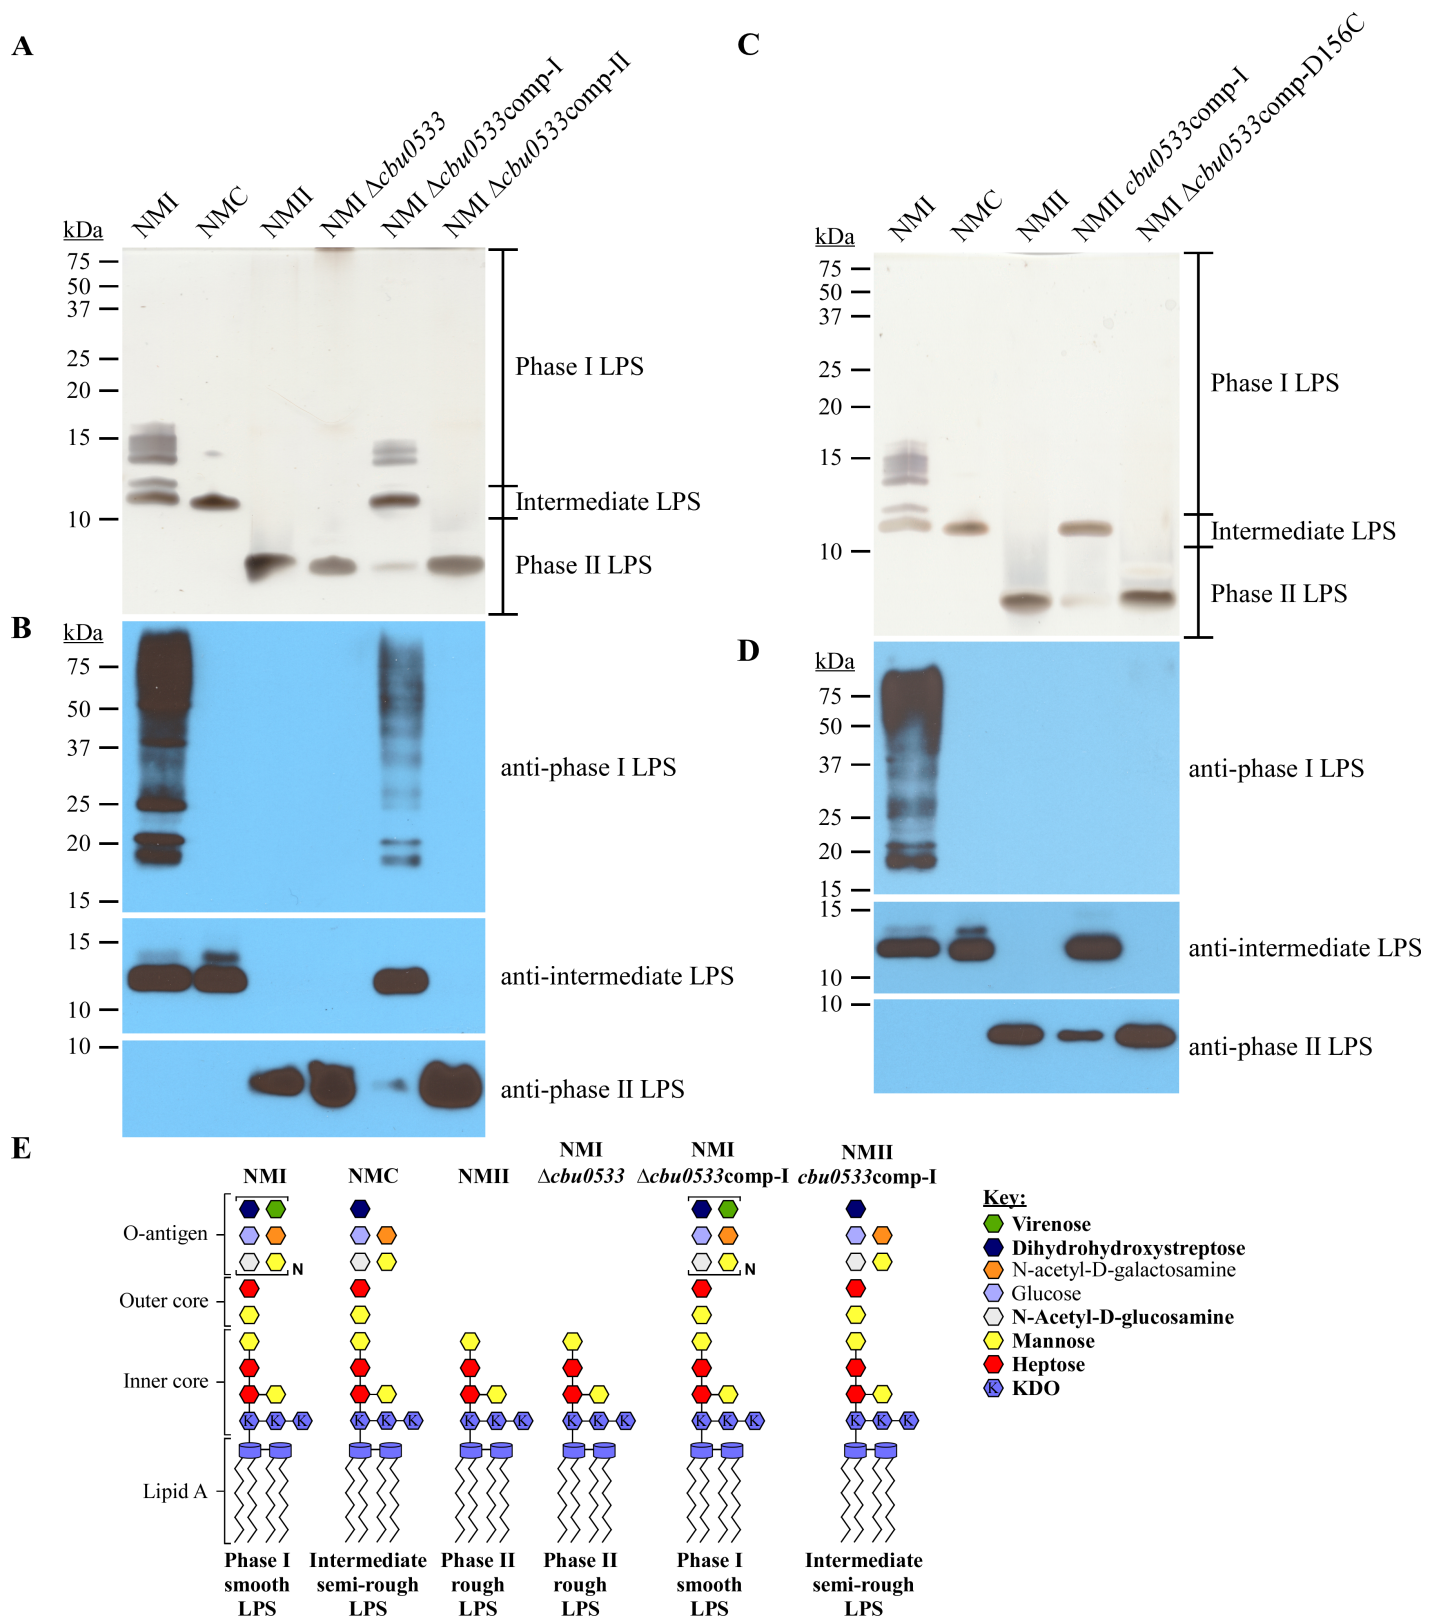 A
NMI
NMC
NMII
NMI Δcbu0533
NMI Δcbu0533comp-I
NMI Δcbu0533comp-II
kDa
75
50
37
25
20
15
10
Phase I LPS
Intermediate LPS
Phase II LPS
B
kDa
75
50
37
25
20
15
15
10
10
anti-phase I LPS
anti-intermediate LPS
anti-phase II LPS
C
NMI
NMC
NMII
NMII cbu0533comp-I
NMI Δcbu0533comp-D156C
kDa
75
50
37
25
20
15
10
Phase I LPS
Intermediate LPS
Phase II LPS
D
kDa
75
50
37
25
20
15
15
10
10
anti-phase I LPS
anti-intermediate LPS
anti-phase II LPS
E
NMI
NMC
NMII
NMI
Δcbu0533
NMI
Δcbu0533comp-I
NMII
cbu0533comp-I
O-antigen
Outer core
Inner core
Lipid A
N
N
K K K
K K K
K K K
K K K
K K K
K K K
Phase I
smooth
LPS
Intermediate
semi-rough
LPS
Phase II
rough
LPS
Phase II
rough
LPS
Phase I
smooth
LPS
Intermediate
semi-rough
LPS
Key:
Virenose
Dihydrohydroxystreptose
N-acetyl-D-galactosamine
Glucose
N-Acetyl-D-glucosamine
Mannose
Heptose
K KDO